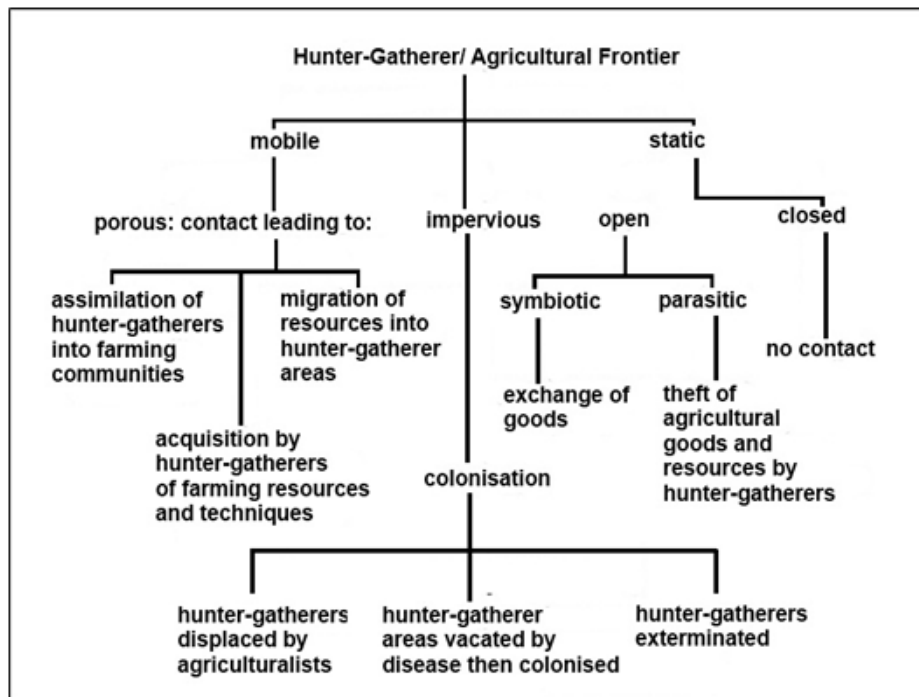 Hunter-Gatherer/ Agricultural Frontier
mobile
static
porous: contact leading to:
impervious
open
closed
assimilation of
hunter-gatherers
into farming
communities
migration of
resources into
hunter-gatherer
areas
symbiotic
parasitic
no contact
exchange of
goods
theft of
agricultural
goods and
resources by
hunter-gatherers
acquisition by
hunter-gatherers
of farming resources
and techniques
colonisation
hunter-gatherers
displaced by
agriculturalists
hunter-gatherer
areas vacated by
disease then colonised
hunter-gatherers
exterminated